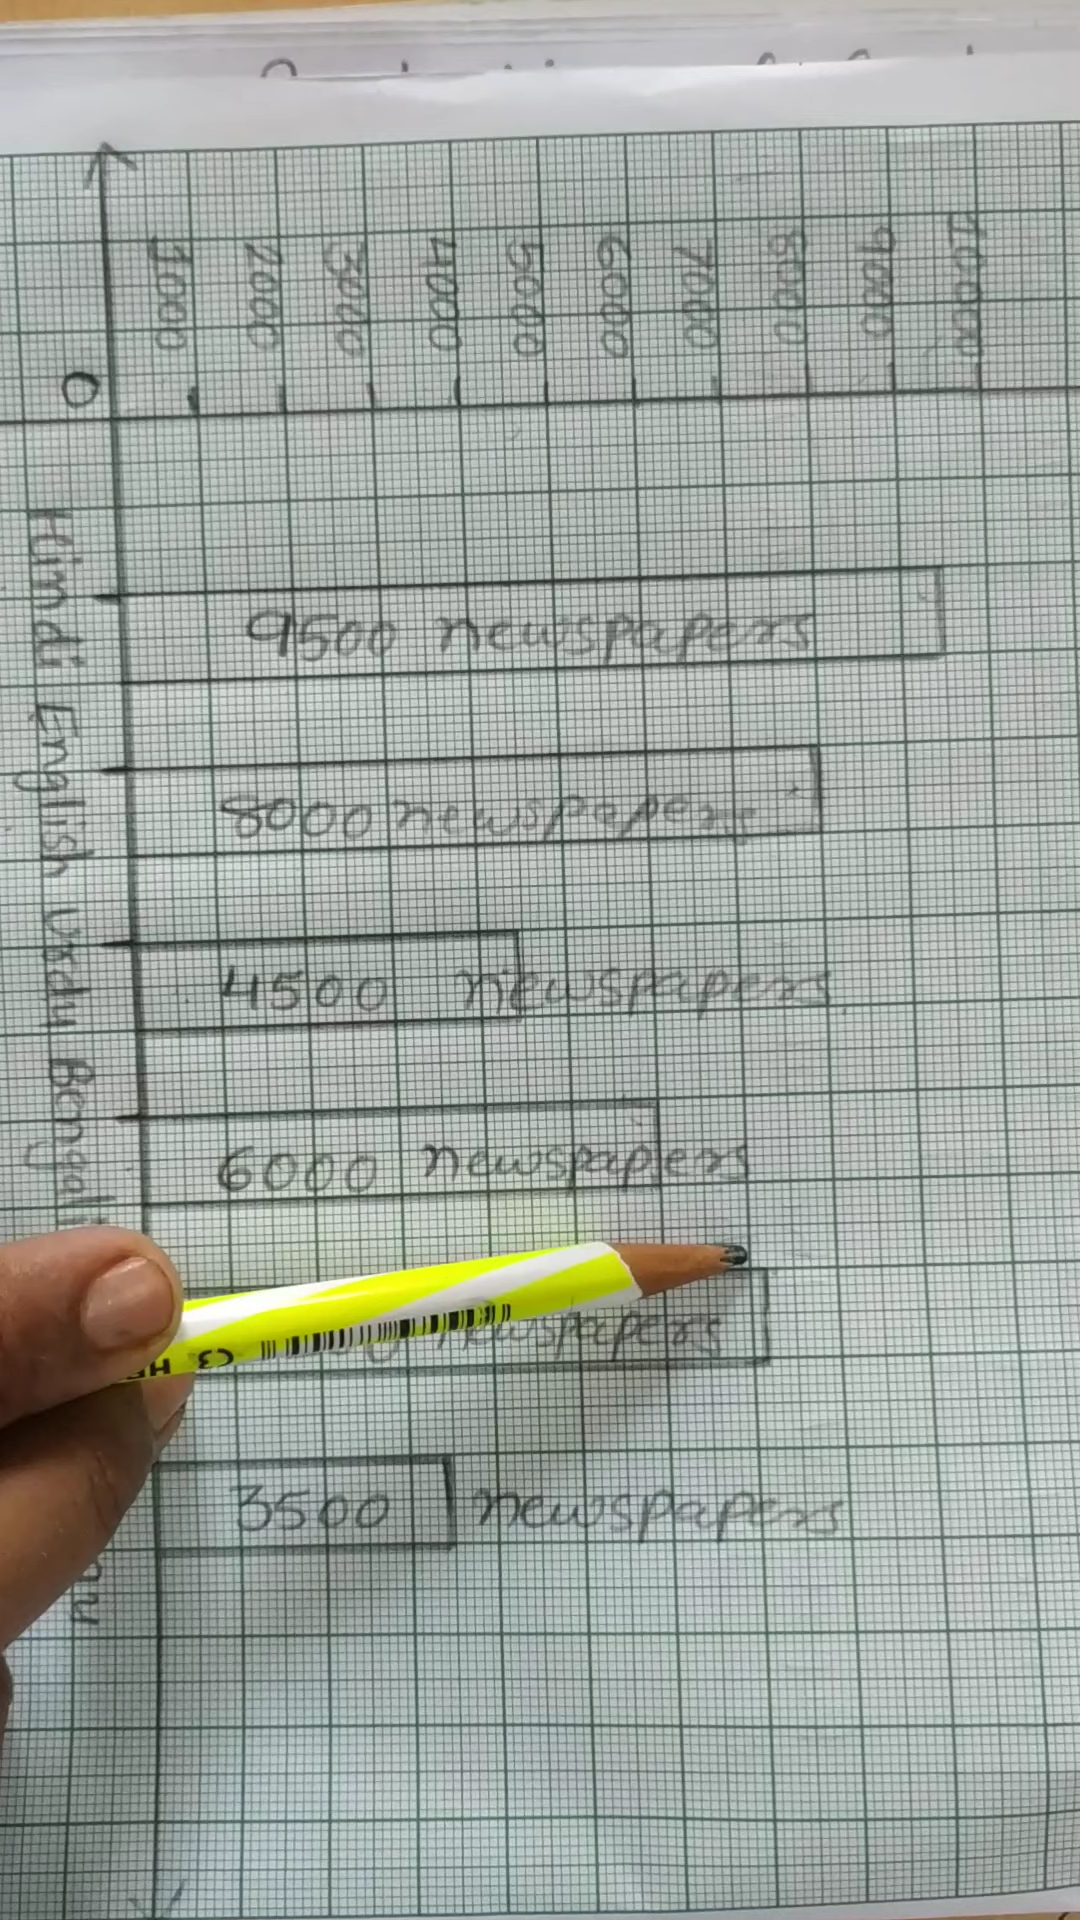 1000
2000
3000
4000
5000
6000
7000
8000
9000
10000
0
Hindi English Urdu Bengali
9500 newspapers
8000 newspapers
4500 newspapers
6000 newspapers
newspapers
3500 newspapers
C3